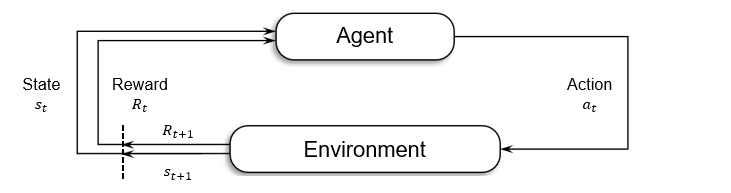 Agent
State
s_t
Reward
R_t
Action
a_t
R_{t+1}
Environment
s_{t+1}